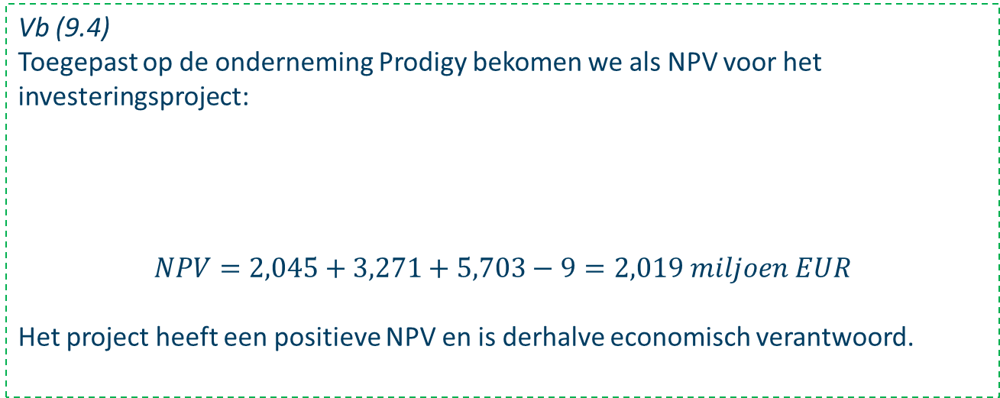 Vb (9.4)
Toegepast op de onderneming Prodigy bekomen we als NPV voor het
investeringsproject:
NPV = 2,045 + 3,271 + 5,703 − 9 = 2,019 miljoen EUR
Het project heeft een positieve NPV en is derhalve economisch verantwoord.